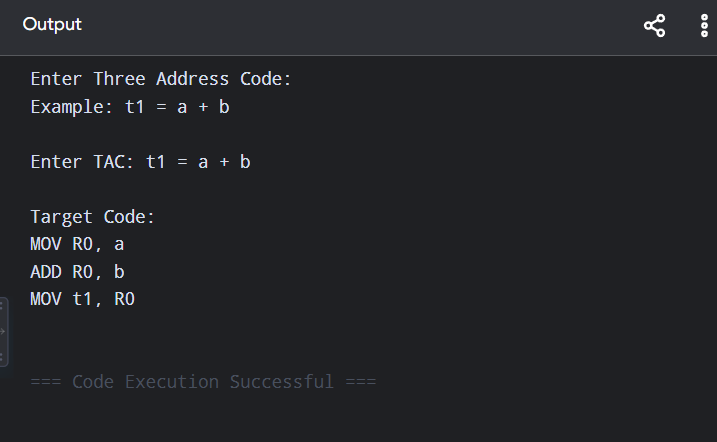 Output
Enter Three Address Code:
Example: t1 = a + b
Enter TAC: t1 = a + b
Target Code:
MOV R0, a
ADD R0, b
MOV t1, R0
=== Code Execution Successful ===